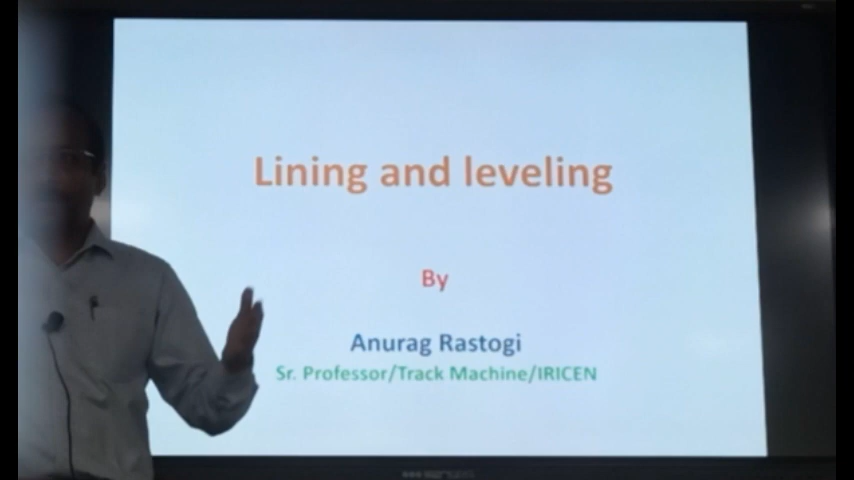 Lining and leveling
By
Anurag Rastogi
Sr. Professor/Track Machine/IRICEN